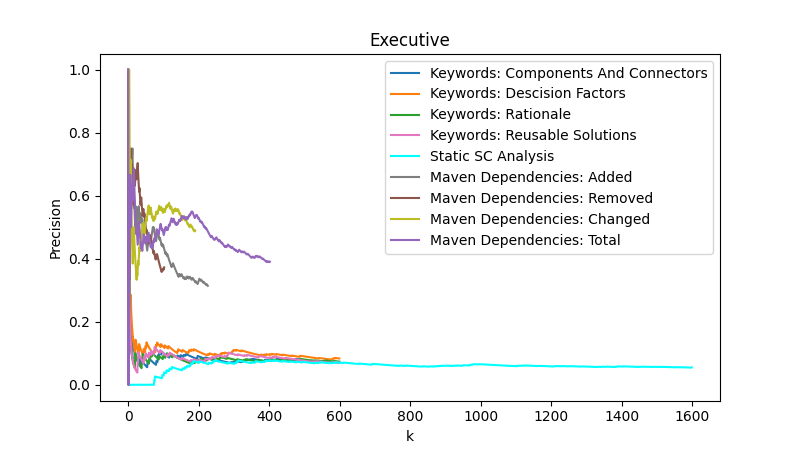 Executive
Precision
1.0
0.8
0.6
0.4
0.2
0.0
Keywords: Components And Connectors
Keywords: Descision Factors
Keywords: Rationale
Keywords: Reusable Solutions
Static SC Analysis
Maven Dependencies: Added
Maven Dependencies: Removed
Maven Dependencies: Changed
Maven Dependencies: Total
0 200 400 600 800 1000 1200 1400 1600
k